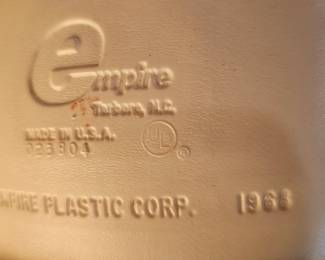 empire
Tarboro, N.C.
MADE IN U.S.A.
UL ®
MPIRE PLASTIC CORP. 1968